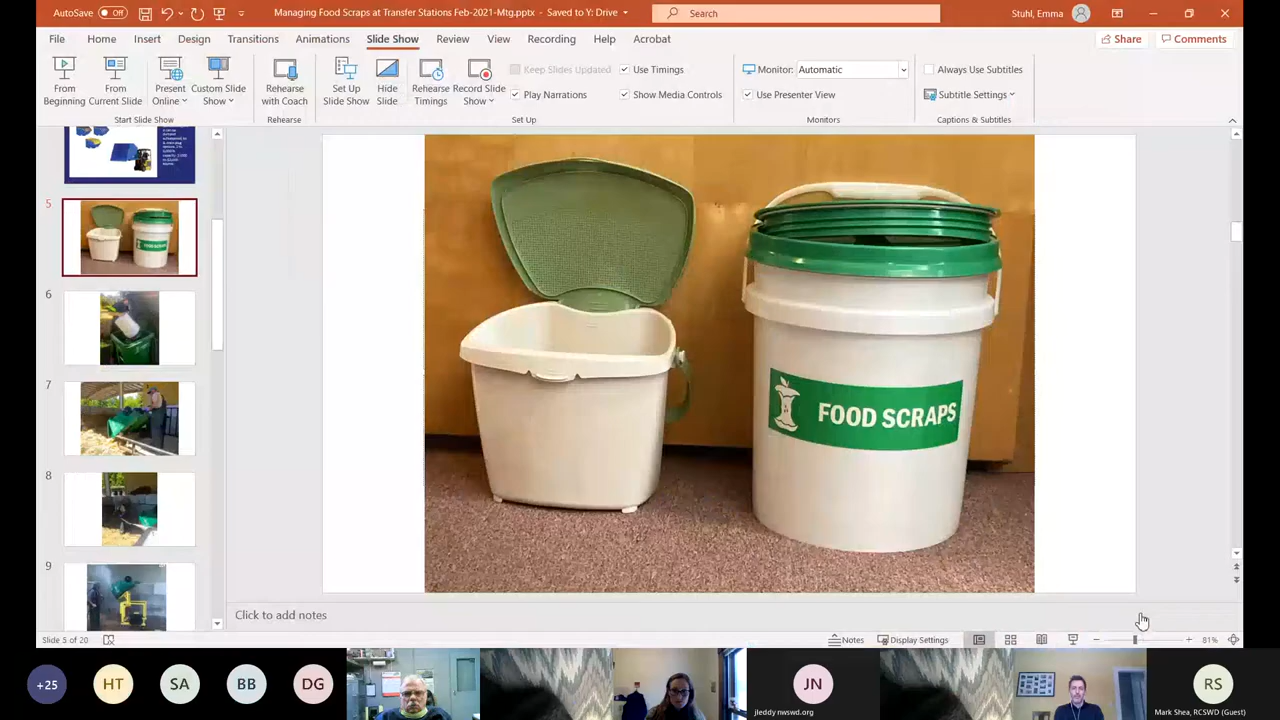 AutoSave Off
Managing Food Scraps at Transfer Stations Feb-2021-Mtg.pptx - Saved to Y: Drive
Search
Stuhl, Emma
File Home Insert Design Transitions Animations Slide Show Review View Recording Help Acrobat
Share
Comments
From Beginning
From Current Slide
Present Online
Custom Slide Show
Start Slide Show
Rehearse with Coach
Rehearse
Set Up Slide Show
Hide Slide
Rehearse Timings
Record Slide Show
Keep Slides Updated
Play Narrations
Use Timings
Show Media Controls
Set Up
Monitor: Automatic
Use Presenter View
Monitors
Always Use Subtitles
Subtitle Settings
Captions & Subtitles
5
6
7
8
9
FOOD SCRAPS
Click to add notes
Slide 5 of 20
Notes
Display Settings
81%
+25
HT
SA
BB
DG
JN
jleddy nwswd.org
RS
Mark Shea, RCSWD (Guest)